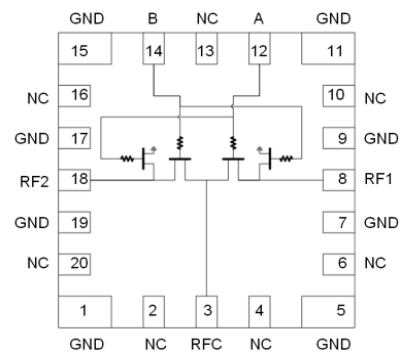 GND B NC A GND
15 14 13 12 11
NC 16 10 NC
GND 17 9 GND
RF2 18 8 RF1
GND 19 7 GND
NC 20 6 NC
1 2 3 4 5
GND NC RFC NC GND